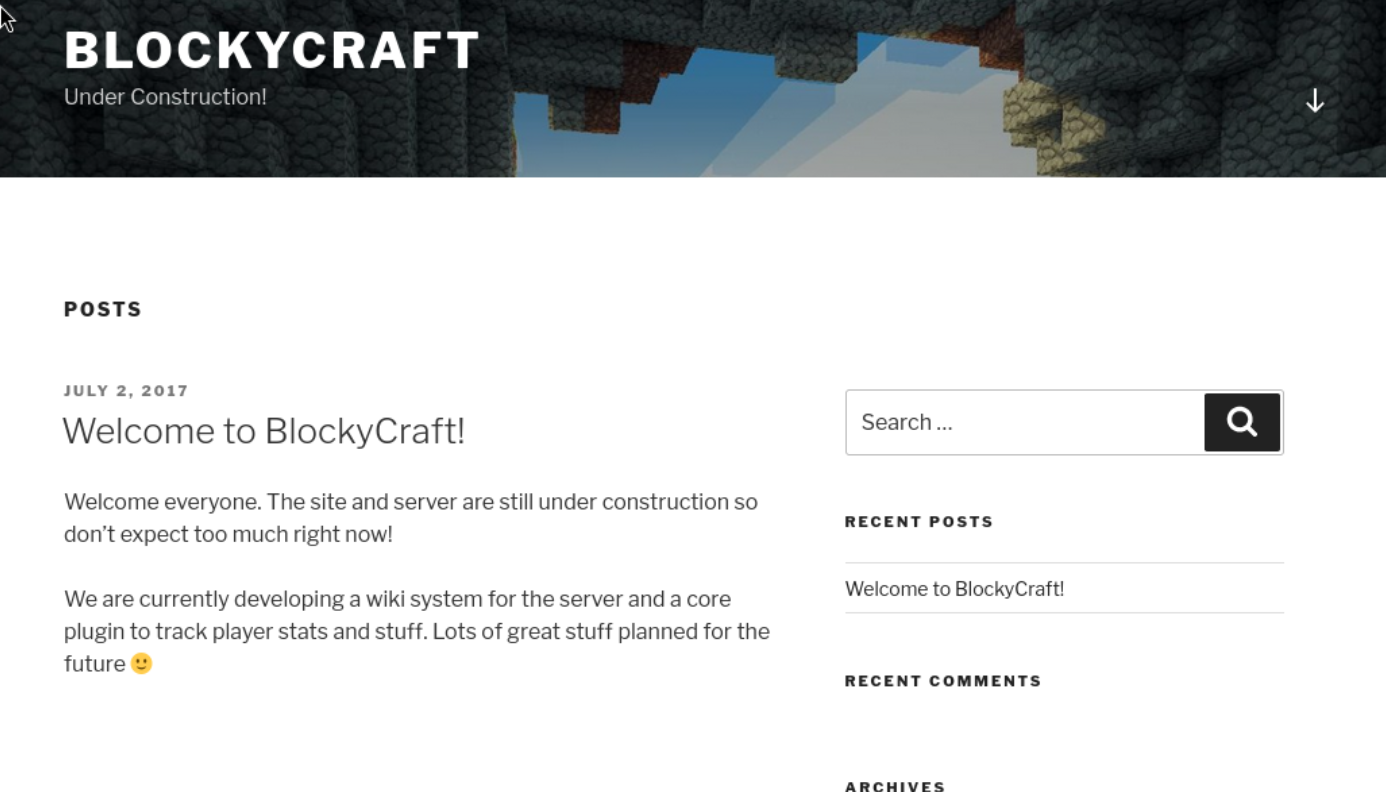 BLOCKYCRAFT
Under Construction!
POSTS
JULY 2, 2017
Welcome to BlockyCraft!
Welcome everyone. The site and server are still under construction so
don’t expect too much right now!
We are currently developing a wiki system for the server and a core
plugin to track player stats and stuff. Lots of great stuff planned for the
future 🙂
Search …
RECENT POSTS
Welcome to BlockyCraft!
RECENT COMMENTS
ARCHIVES